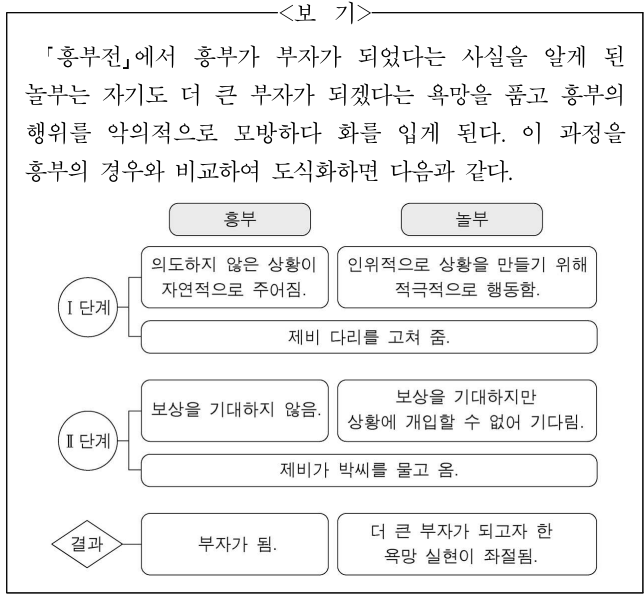 <보 기>
「흥부전」에서 흥부가 부자가 되었다는 사실을 알게 된
놀부는 자기도 더 큰 부자가 되겠다는 욕망을 품고 흥부의
행위를 악의적으로 모방하다 화를 입게 된다. 이 과정을
흥부의 경우와 비교하여 도식화하면 다음과 같다.
흥부
놀부
Ⅰ 단계
의도하지 않은 상황이
자연적으로 주어짐.
인위적으로 상황을 만들기 위해
적극적으로 행동함.
제비 다리를 고쳐 줌.
Ⅱ 단계
보상을 기대하지 않음.
보상을 기대하지만
상황에 개입할 수 없어 기다림.
제비가 박씨를 물고 옴.
결과
부자가 됨.
더 큰 부자가 되고자 한
욕망 실현이 좌절됨.